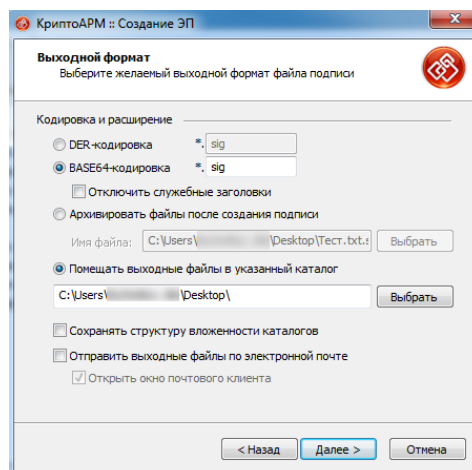 КриптоАРМ :: Создание ЭП
Выходной формат
Выберите желаемый выходной формат файла подписи
Кодировка и расширение
DER-кодировка *. sig
BASE64-кодировка *. sig
Отключить служебные заголовки
Архивировать файлы после создания подписи
Имя файла: C:\Users\ \Desktop\Тест.txt.s Выбрать
Помещать выходные файлы в указанный каталог
C:\Users\ \Desktop\ Выбрать
Сохранять структуру вложенности каталогов
Отправить выходные файлы по электронной почте
Открыть окно почтового клиента
< Назад Далее > Отмена